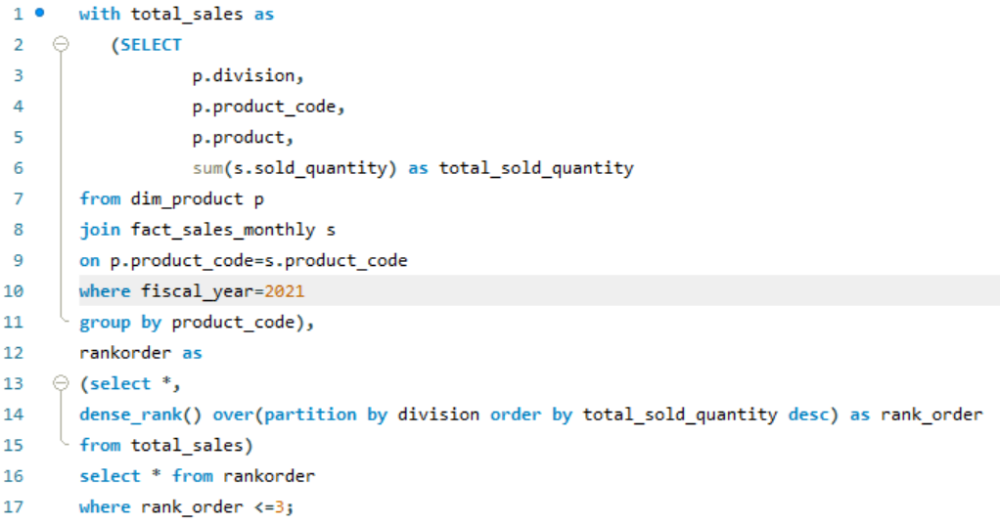 1 with total_sales as
2 (SELECT
3 p.division,
4 p.product_code,
5 p.product,
6 sum(s.sold_quantity) as total_sold_quantity
7 from dim_product p
8 join fact_sales_monthly s
9 on p.product_code=s.product_code
10 where fiscal_year=2021
11 group by product_code),
12 rankorder as
13 (select *,
14 dense_rank() over(partition by division order by total_sold_quantity desc) as rank_order
15 from total_sales)
16 select * from rankorder
17 where rank_order <=3;